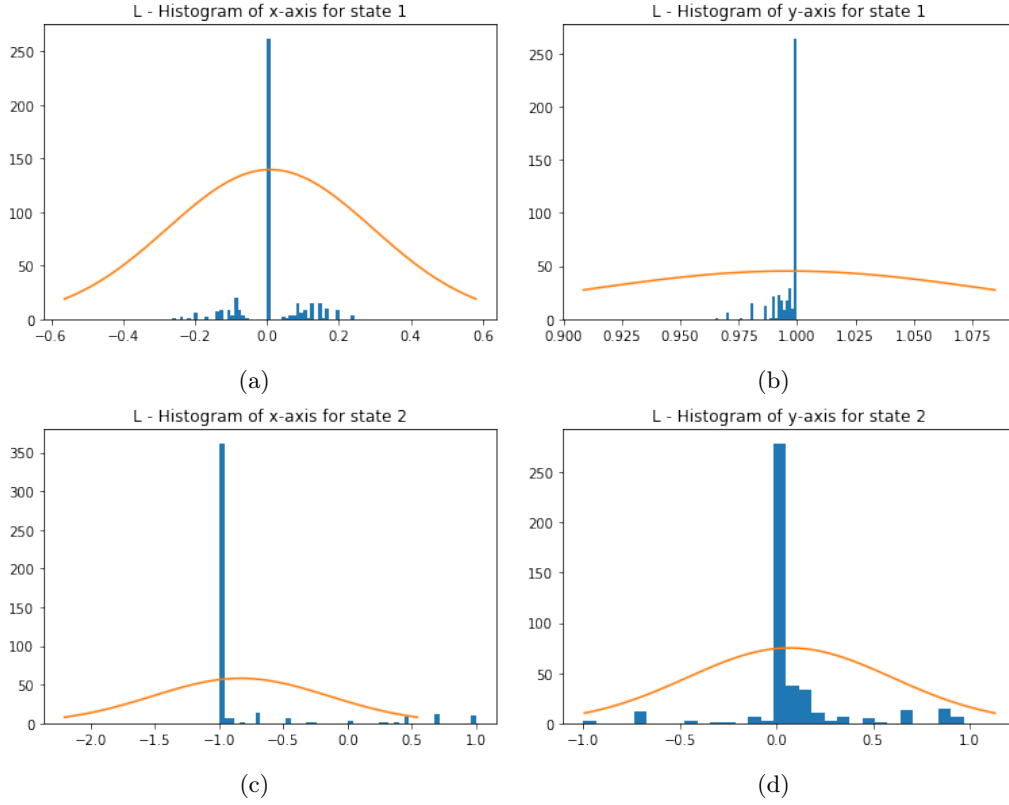 L - Histogram of x-axis for state 1
250
200
150
100
50
0
−0.6 −0.4 −0.2 0.0 0.2 0.4 0.6
(a)
L - Histogram of y-axis for state 1
250
200
150
100
50
0
0.900 0.925 0.950 0.975 1.000 1.025 1.050 1.075
(b)
L - Histogram of x-axis for state 2
350
300
250
200
150
100
50
0
−2.0 −1.5 −1.0 −0.5 0.0 0.5 1.0
(c)
L - Histogram of y-axis for state 2
250
200
150
100
50
0
−1.0 −0.5 0.0 0.5 1.0
(d)